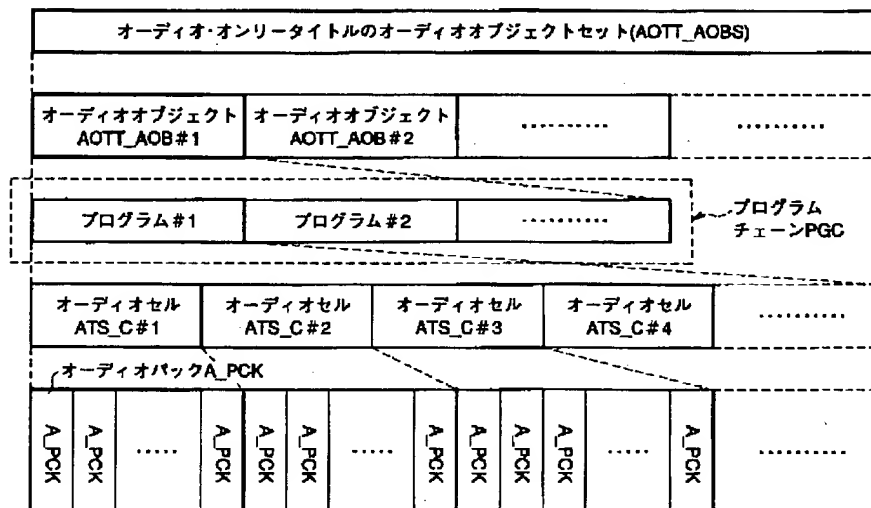 オーディオ・オンリータイトルのオーディオオブジェクトセット(AOTT_AOBS)
オーディオオブジェクト
AOTT_AOB#1
オーディオオブジェクト
AOTT_AOB#2
..........
..........
プログラム#1
プログラム#2
..........
プログラム
チェーンPGC
オーディオセル
ATS_C#1
オーディオセル
ATS_C#2
オーディオセル
ATS_C#3
オーディオセル
ATS_C#4
..........
オーディオパックA_PCK
A_PCK
A_PCK
.....
A_PCK
A_PCK
A_PCK
.....
A_PCK
A_PCK
A_PCK
A_PCK
.....
A_PCK
..........